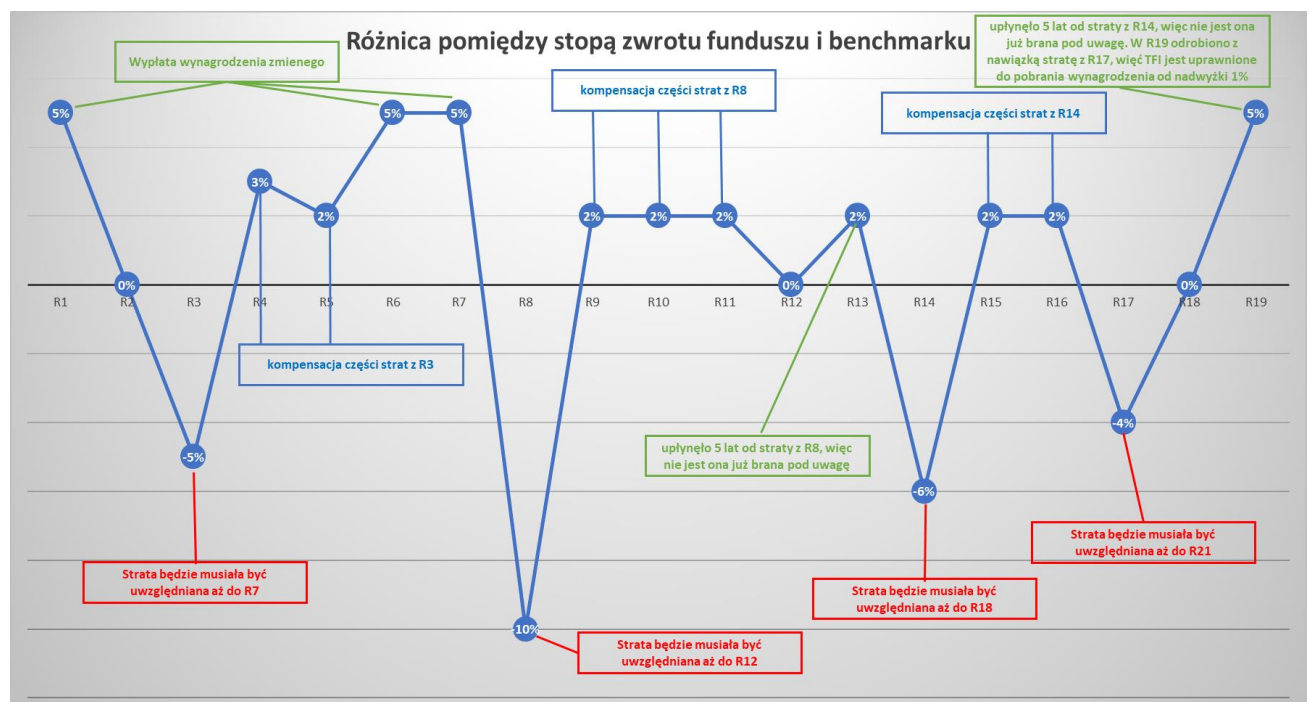 Różnica pomiędzy stopą zwrotu funduszu i benchmarku
upłynęło 5 lat od straty z R14, więc nie jest ona
już brana pod uwagę. W R19 odrobiono z
nawiązką stratę z R17, więc TFI jest uprawnione
do pobrania wynagrodzenia od nadwyżki 1%
Wypłata wynagrodzenia zmienego
kompensacja części strat z R8
kompensacja części strat z R14
5%
0%
-5%
3%
2%
5%
5%
-10%
2%
2%
2%
0%
2%
-6%
2%
2%
-4%
0%
5%
R1 R2 R3 R4 R5 R6 R7 R8 R9 R10 R11 R12 R13 R14 R15 R16 R17 R18 R19
kompensacja części strat z R3
upłynęło 5 lat od straty z R8, więc
nie jest ona już brana pod uwagę
Strata będzie musiała być
uwzględniana aż do R7
Strata będzie musiała być
uwzględniana aż do R12
Strata będzie musiała być
uwzględniana aż do R18
Strata będzie musiała być
uwzględniana aż do R21